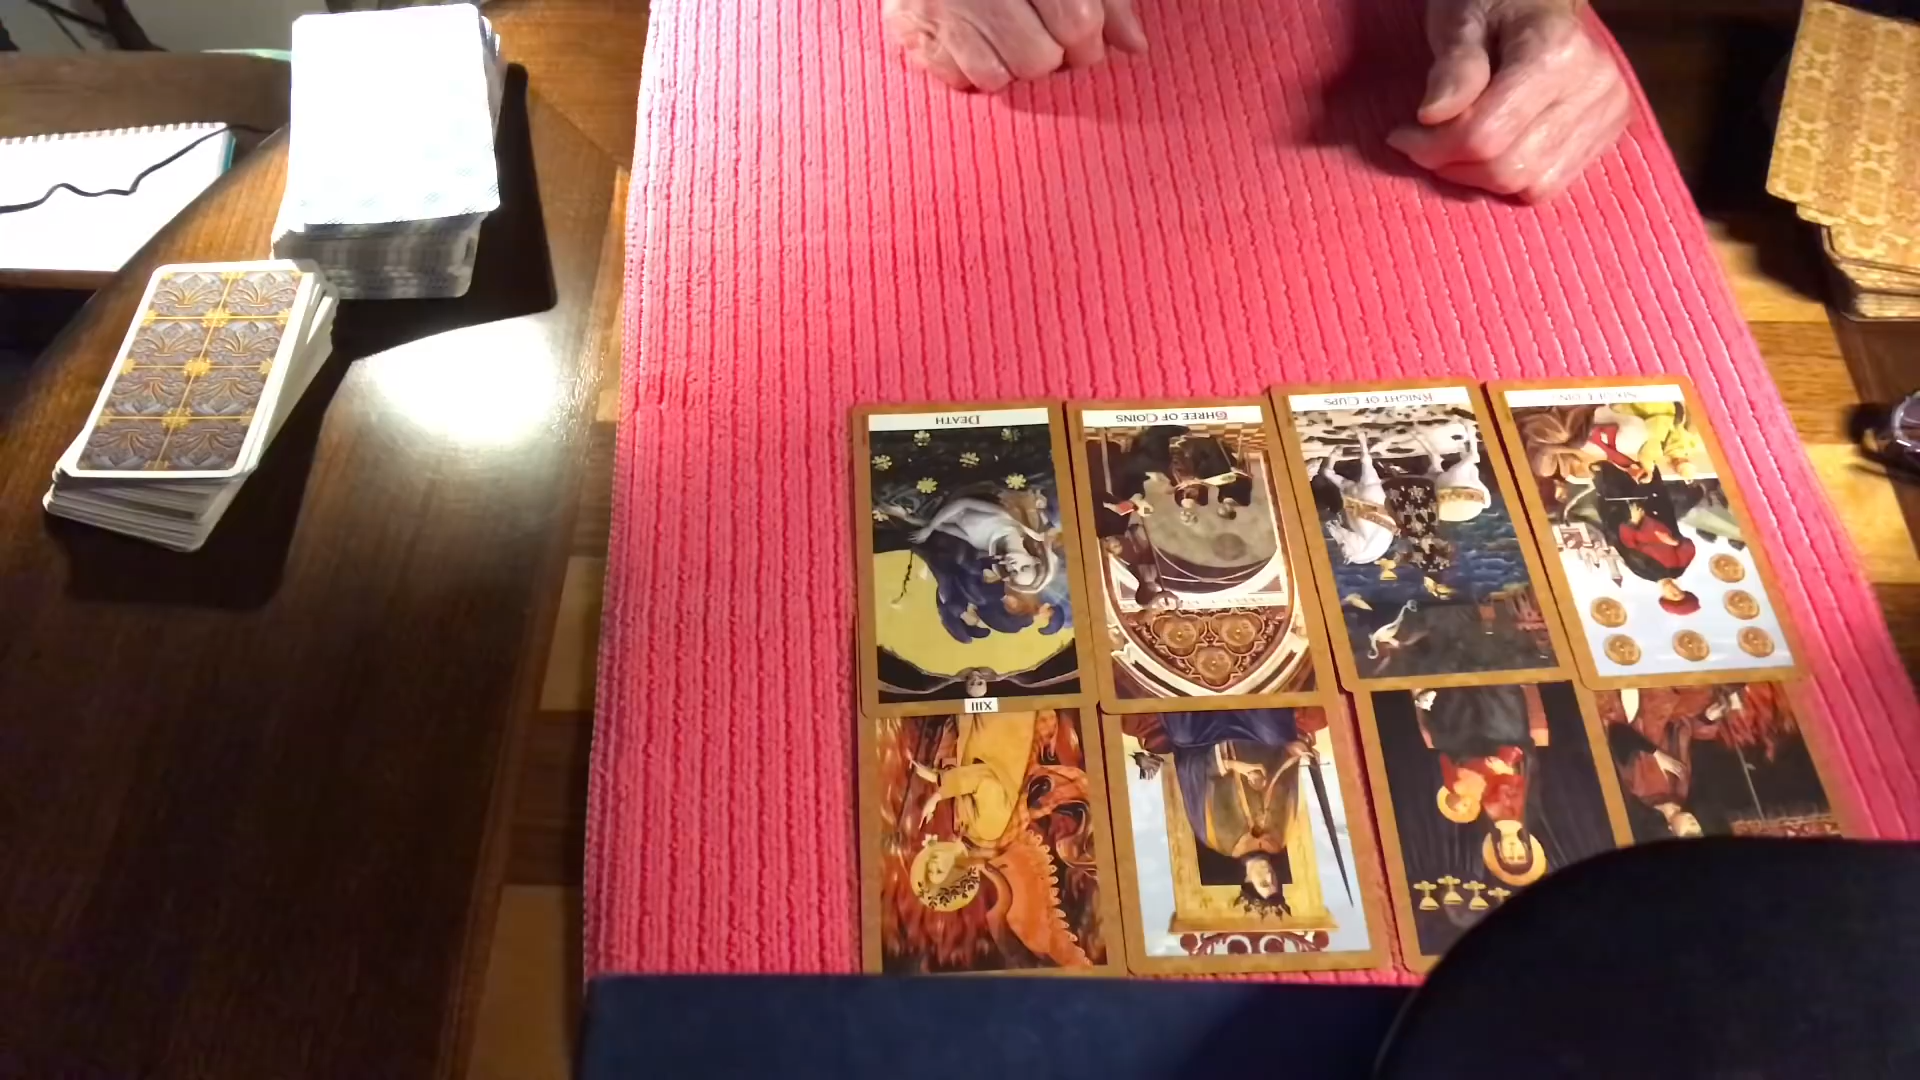 DEATH
THREE OF COINS
KNIGHT OF CUPS
XIII